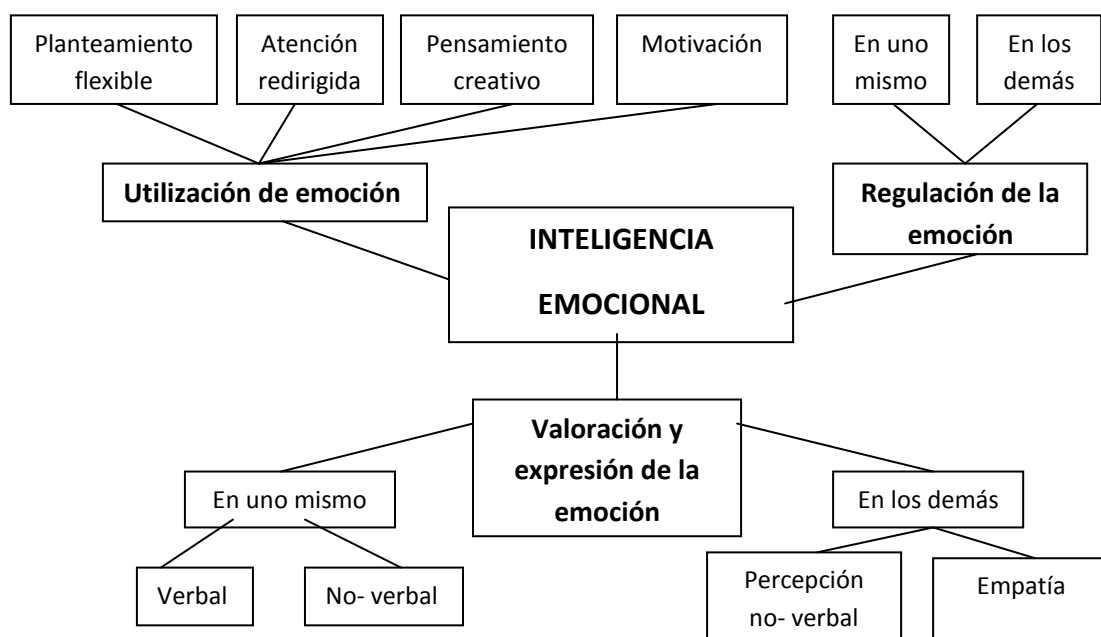 Planteamiento
flexible
Atención
redirigida
Pensamiento
creativo
Motivación
En uno
mismo
En los
demás
Utilización de emoción
Regulación de la
emoción
INTELIGENCIA
EMOCIONAL
Valoración y
expresión de la
emoción
En uno mismo
En los demás
Verbal
No- verbal
Percepción
no- verbal
Empatía